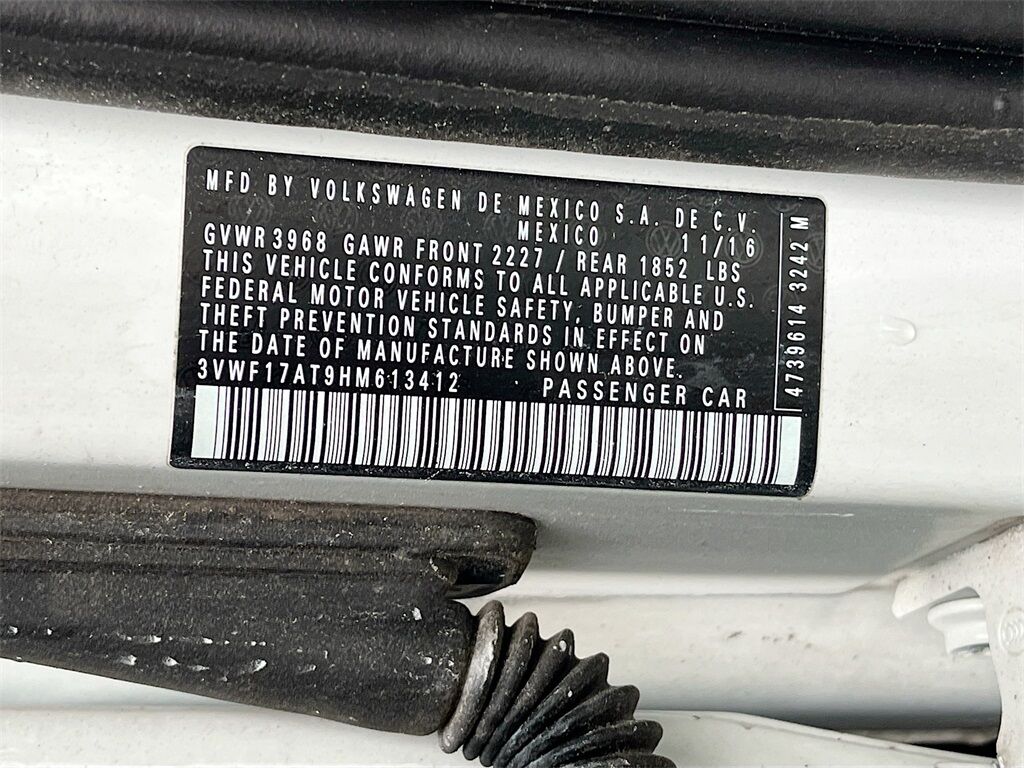 MFD BY VOLKSWAGEN DE MEXICO S.A. DE C.V.
MEXICO 11/16
GVWR 3968 GAWR FRONT 2227 / REAR 1852 LBS
THIS VEHICLE CONFORMS TO ALL APPLICABLE U.S.
FEDERAL MOTOR VEHICLE SAFETY, BUMPER AND
THEFT PREVENTION STANDARDS IN EFFECT ON
THE DATE OF MANUFACTURE SHOWN ABOVE.
3VWF17AT9HM613412 PASSENGER CAR
4739614 3242 M